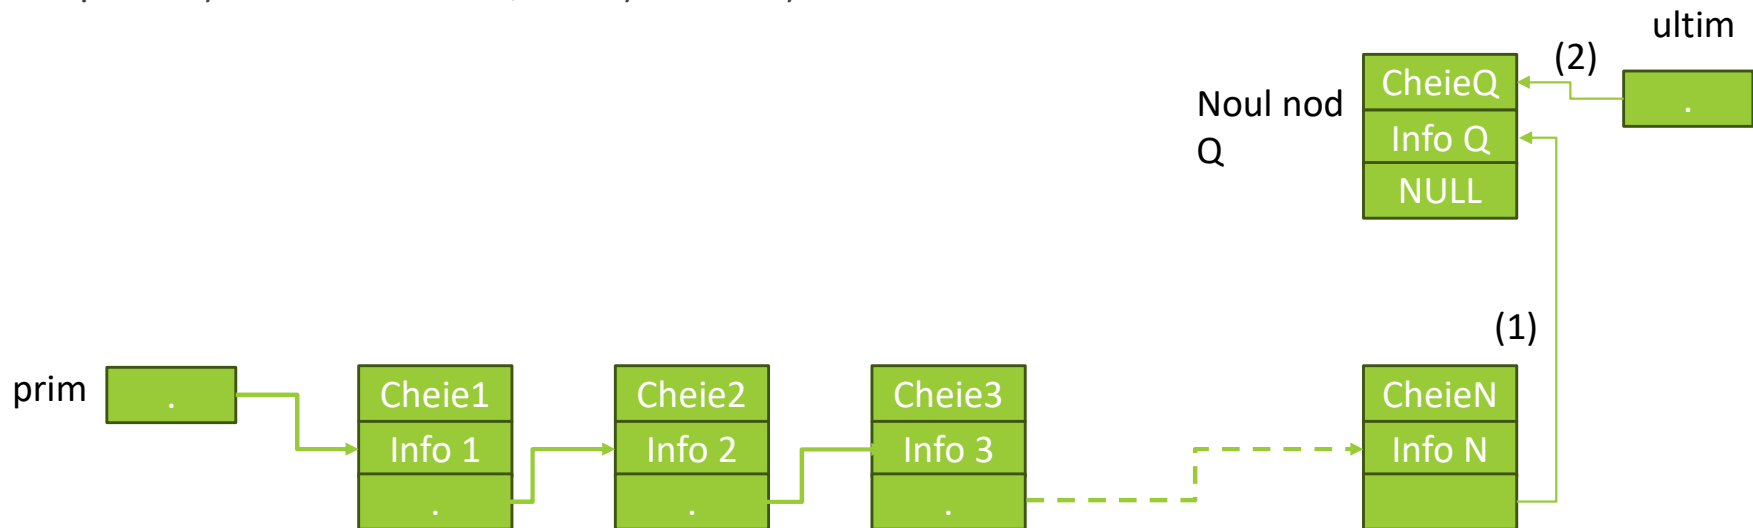 ultim
(2)
CheieQ
.
Noul nod
Q
Info Q
NULL
(1)
prim
.
Cheie1
Cheie2
Cheie3
CheieN
Info 1
Info 2
Info 3
Info N
.
.
.